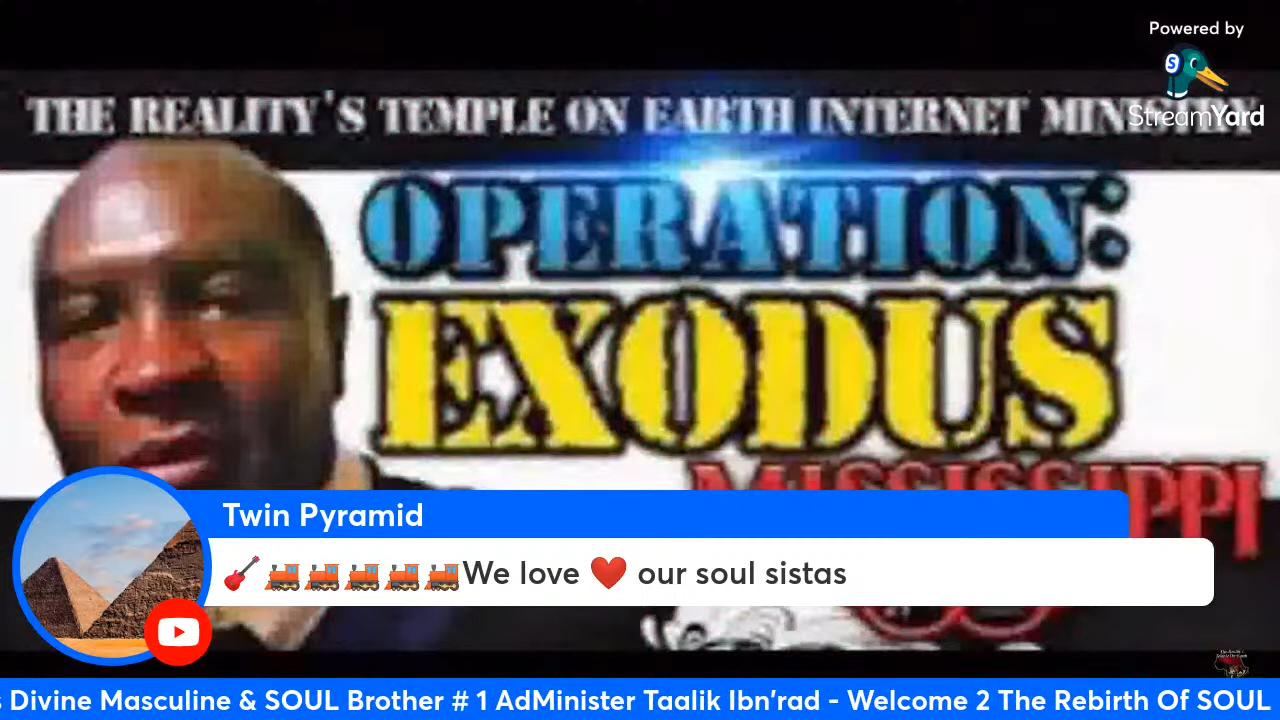 Powered by
StreamYard
THE REALITY'S TEMPLE ON EARTH INTERNET
OPERATION:
EXODUS
MISSISSIPPI
Twin Pyramid
🎸🚂🚂🚂🚂🚂We love ❤️ our soul sistas
Divine Masculine & SOUL Brother # 1 AdMinister Taalik Ibn'rad - Welcome 2 The Rebirth Of SOUL